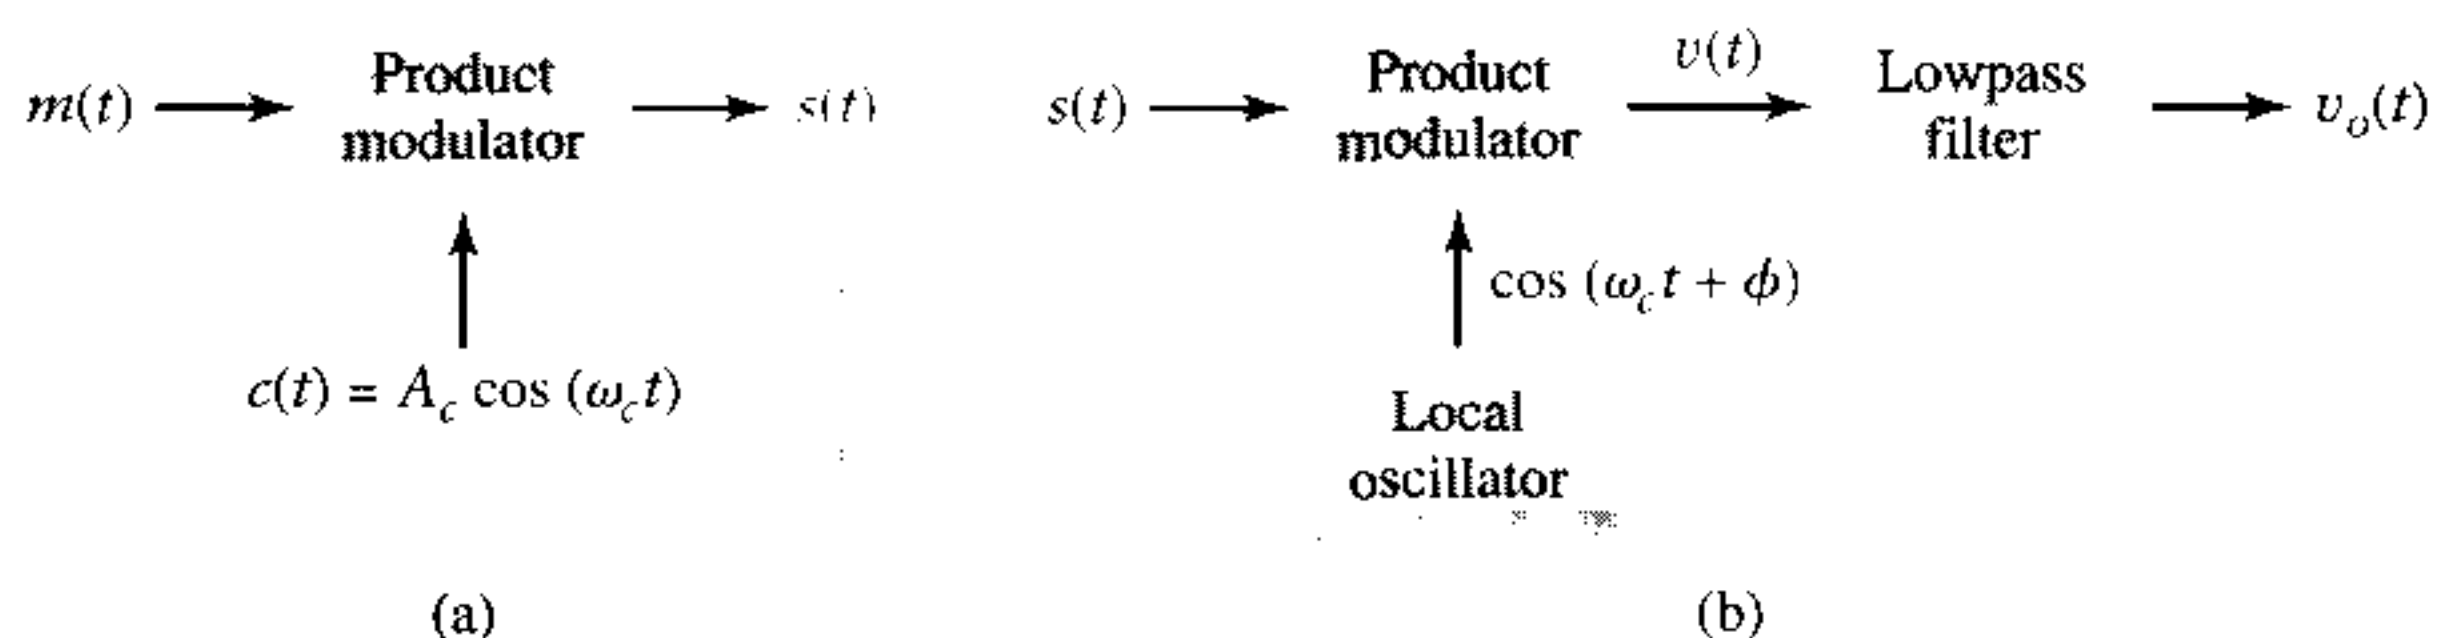 m(t)
Product
modulator
s(t)
c(t) = A_c cos (ω_c t)
(a)
s(t)
Product
modulator
v(t)
Lowpass
filter
v_o(t)
cos (ω_c t + ϕ)
Local
oscillator
(b)